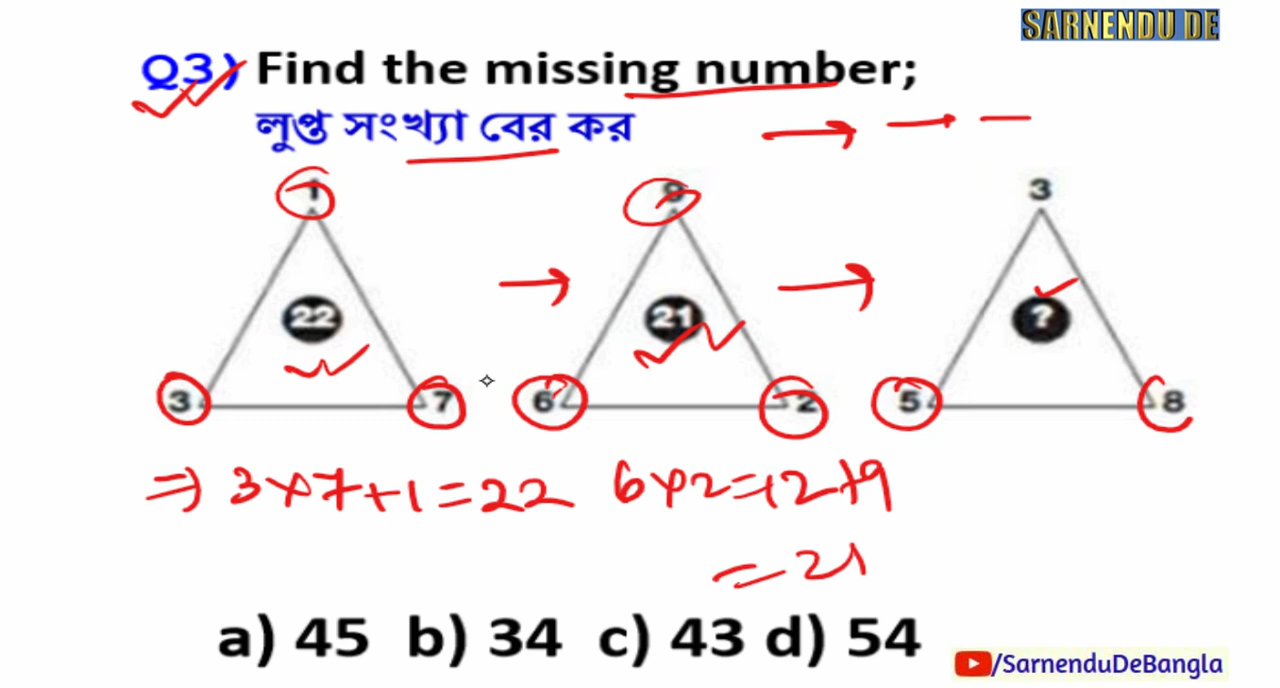 SARNENDU DE
Q3) Find the missing number;
লুপ্ত সংখ্যা বের কর
1 9 3
22 21 ?
3 7 6 2 5 8
⇒ 3×7+1=22 6×2=12+9
=21
a) 45 b) 34 c) 43 d) 54
/SarnenduDeBangla